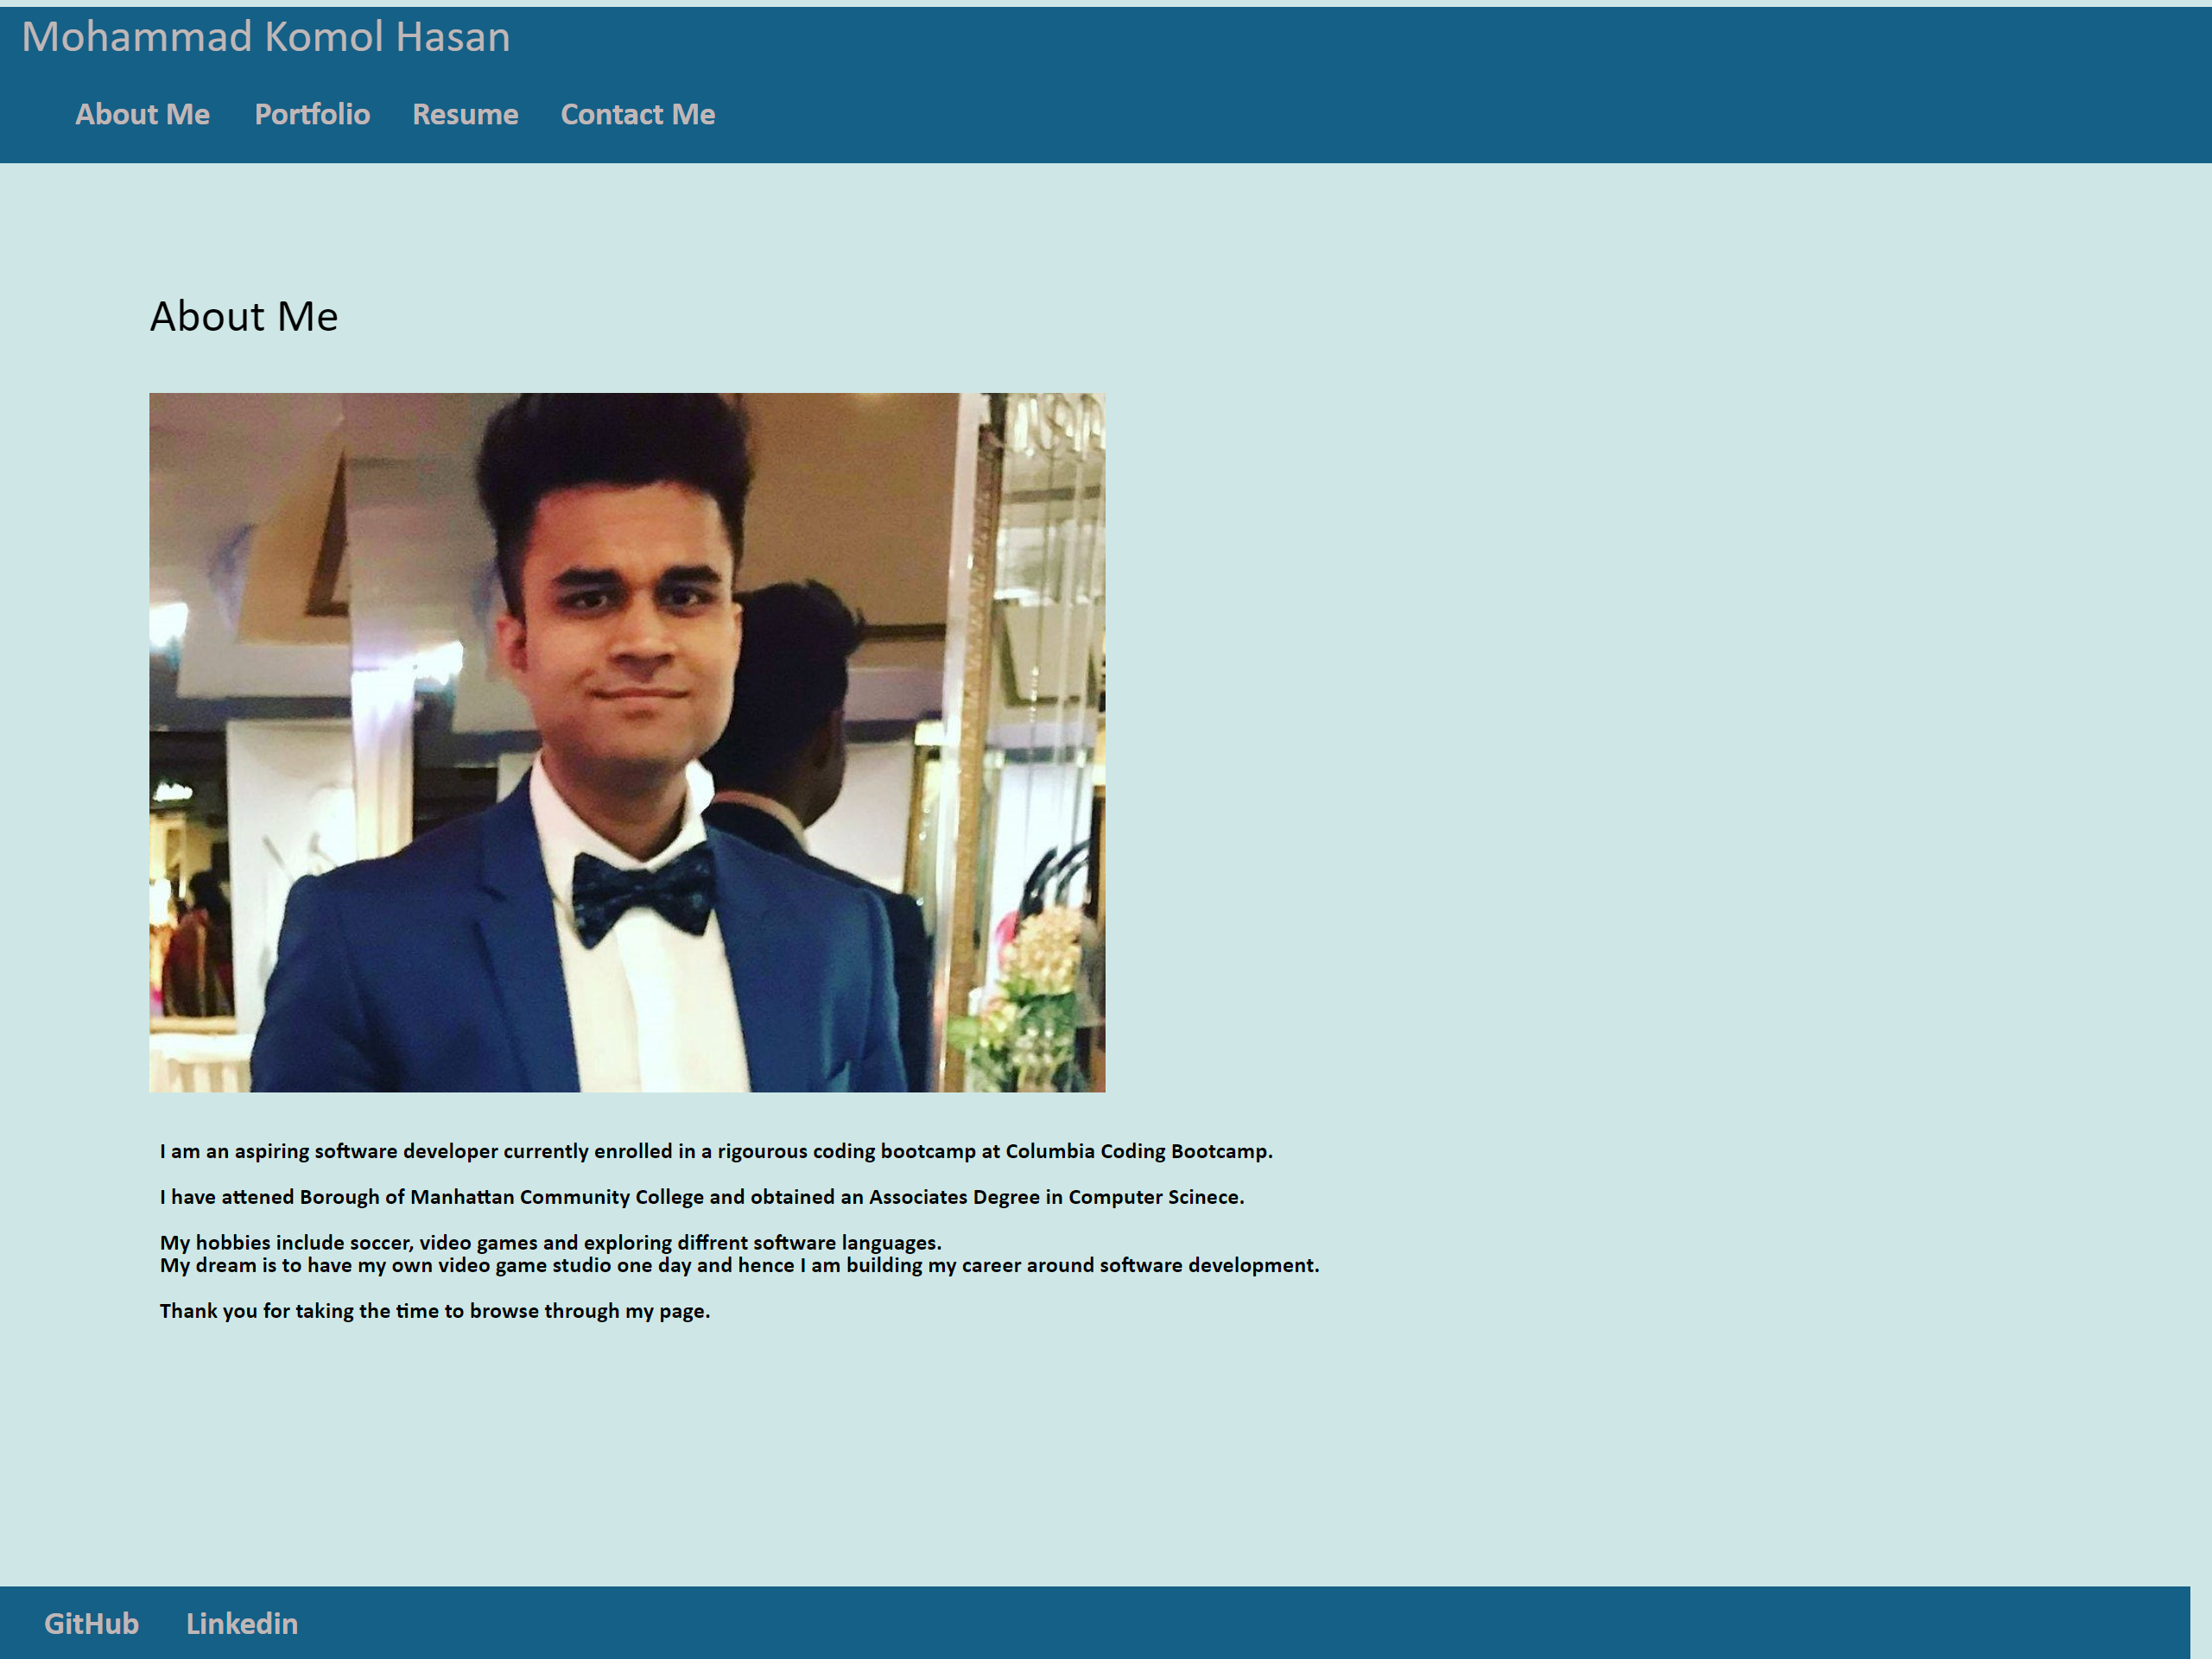 Mohammad Komol Hasan
About Me Portfolio Resume Contact Me
About Me
I am an aspiring software developer currently enrolled in a rigourous coding bootcamp at Columbia Coding Bootcamp.
I have attened Borough of Manhattan Community College and obtained an Associates Degree in Computer Scinece.
My hobbies include soccer, video games and exploring diffrent software languages.
My dream is to have my own video game studio one day and hence I am building my career around software development.
Thank you for taking the time to browse through my page.
GitHub Linkedin